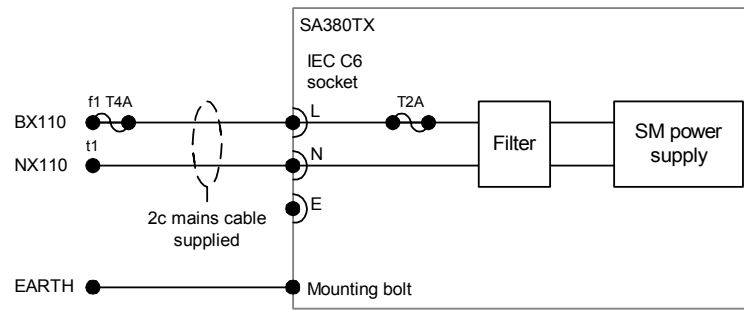 SA380TX
IEC C6
socket
f1 T4A
L
T2A
BX110
Filter
SM power
supply
t1
N
NX110
E
2c mains cable
supplied
EARTH
Mounting bolt